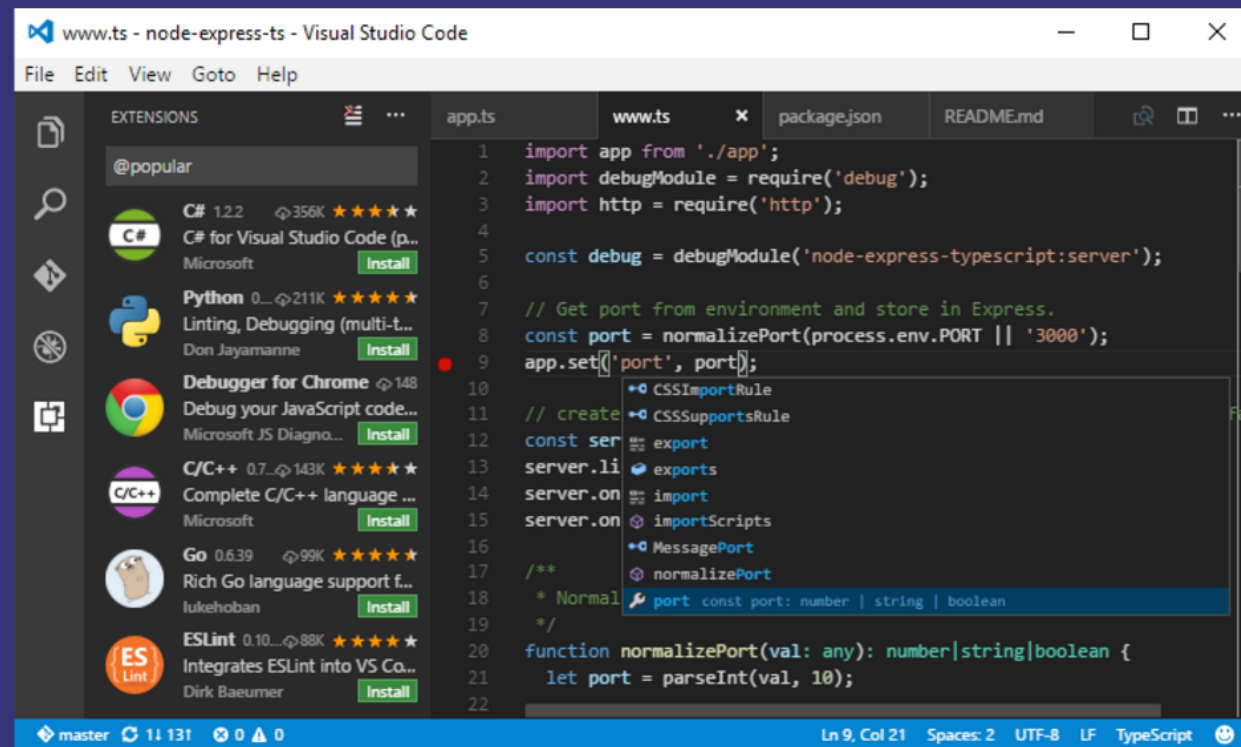 www.ts - node-express-ts - Visual Studio Code
File Edit View Goto Help
EXTENSIONS
@popular
C# 1.2.2 356K
C#
C# for Visual Studio Code (p...
Microsoft Install
Python 0.... 211K
Linting, Debugging (multi-t...
Don Jayamanne Install
Debugger for Chrome 148
Debug your JavaScript code...
Microsoft JS Diagno... Install
C/C++ 0.7... 143K
C/C++
Complete C/C++ language ...
Microsoft Install
Go 0.6.39 99K
Rich Go language support f...
lukehoban Install
ESLint 0.10.... 88K
ES
Lint
Integrates ESLint into VS Co...
Dirk Baeumer Install
app.ts www.ts package.json README.md
1 import app from './app';
2 import debugModule = require('debug');
3 import http = require('http');
4
5 const debug = debugModule('node-express-typescript:server');
6
7 // Get port from environment and store in Express.
8 const port = normalizePort(process.env.PORT || '3000');
9 app.set('port', port);
10
11 // create
12 const ser
13 server.li
14 server.on
15 server.on
16
17 /**
18 * Normal
19 */
20 function normalizePort(val: any): number|string|boolean {
21 let port = parseInt(val, 10);
22
CSSImportRule
CSSSupportsRule
export
exports
import
importScripts
MessagePort
normalizePort
port const port: number | string | boolean
master 1↓ 131↑ 0 0 Ln 9, Col 21 Spaces: 2 UTF-8 LF TypeScript